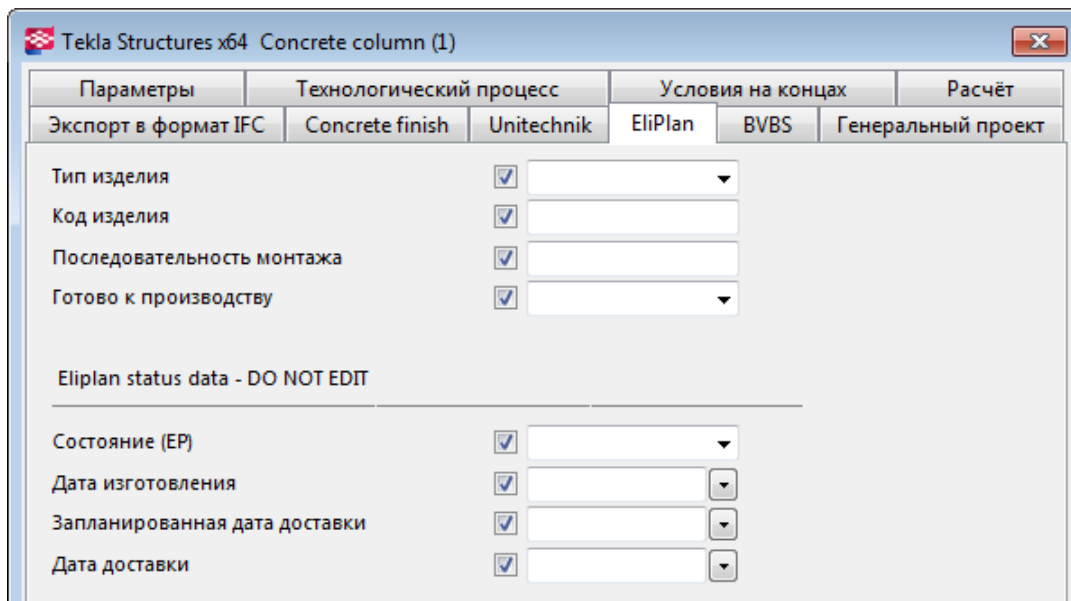 Tekla Structures x64 Concrete column (1)
Параметры Технологический процесс Условия на концах Расчёт
Экспорт в формат IFC Concrete finish Unitechnik EliPlan BVBS Генеральный проект
Тип изделия
Код изделия
Последовательность монтажа
Готово к производству
Eliplan status data - DO NOT EDIT
Состояние (EP)
Дата изготовления
Запланированная дата доставки
Дата доставки